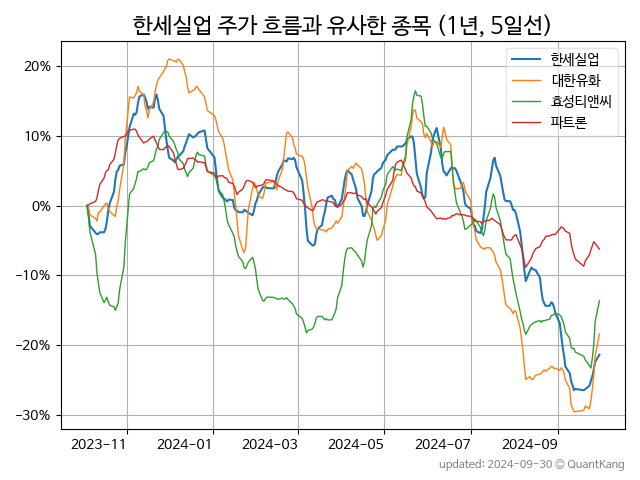 한세실업 주가 흐름과 유사한 종목 (1년, 5일선)
한세실업
대한유화
효성티앤씨
파트론
20%
10%
0%
−10%
−20%
−30%
2023-11
2024-01
2024-03
2024-05
2024-07
2024-09
updated: 2024-09-30 © QuantKang